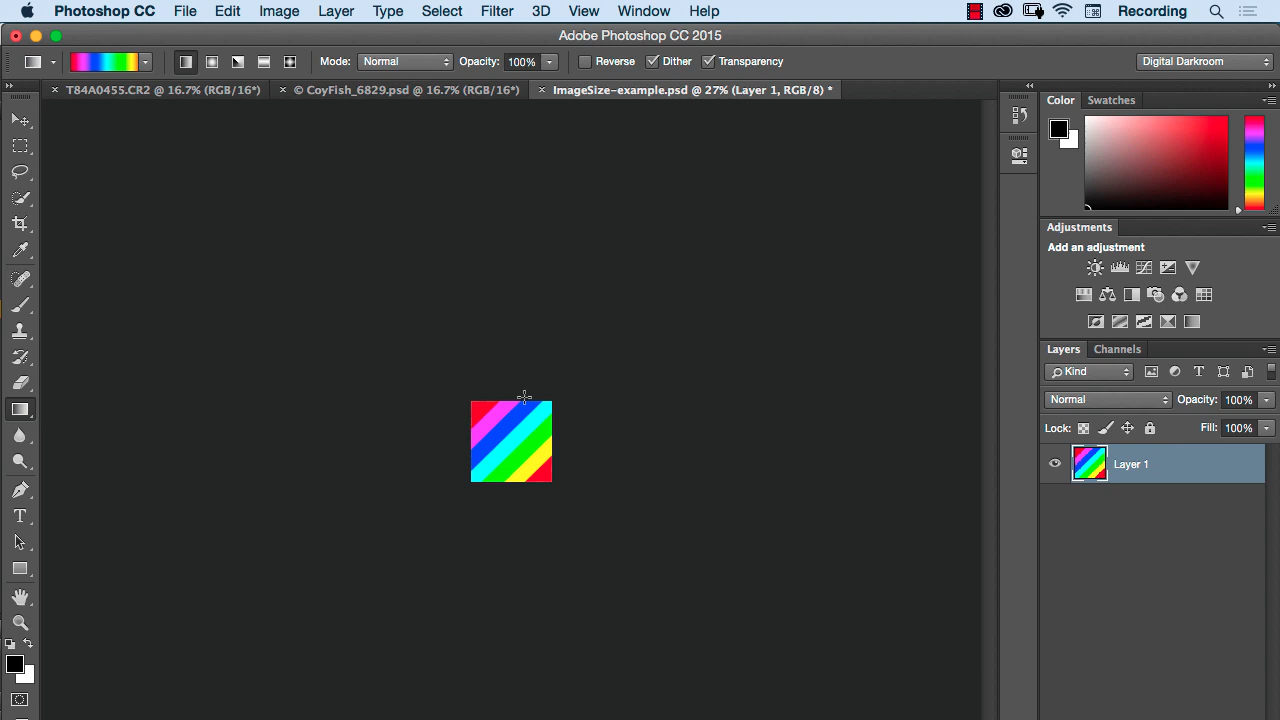 Photoshop CC File Edit Image Layer Type Select Filter 3D View Window Help Recording
Adobe Photoshop CC 2015
Mode: Normal Opacity: 100% Reverse Dither Transparency Digital Darkroom
T84A0455.CR2 @ 16.7% (RGB/16*) © CoyFish_6829.psd @ 16.7% (RGB/16*) ImageSize-example.psd @ 27% (Layer 1, RGB/8) *
Color Swatches
Adjustments
Add an adjustment
Layers Channels
Kind
Normal Opacity: 100%
Lock: Fill: 100%
Layer 1